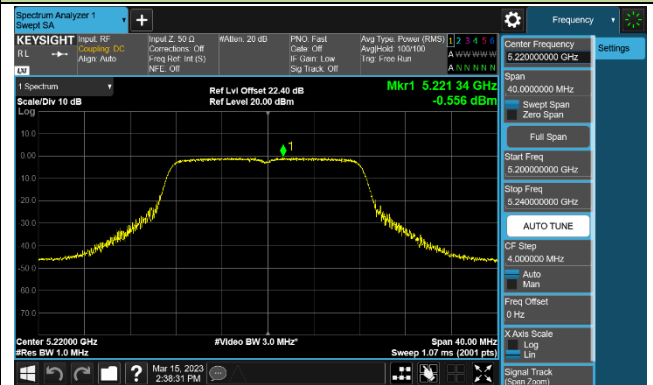 Spectrum Analyzer 1
Swept SA
+
Frequency
KEYSIGHT
RL
LXI
Input: RF
Coupling: DC
Align: Auto
Input Z: 50 Ω
Corrections: Off
Freq Ref: Int (S)
NFE: Off
#Atten: 20 dB
PNO: Fast
Gate: Off
IF Gain: Low
Sig Track: Off
Avg Type: Power (RMS)
Avg|Hold: 100/100
Trig: Free Run
1 2 3 4 5 6
A W W W W W
A N N N N N
1 Spectrum
Scale/Div 10 dB
Log
Ref Lvl Offset 22.40 dB
Ref Level 20.00 dBm
Mkr1 5.221 34 GHz
-0.556 dBm
1
10.0
0.00
-10.0
-20.0
-30.0
-40.0
-50.0
-60.0
-70.0
Center 5.22000 GHz
#Res BW 1.0 MHz
#Video BW 3.0 MHz*
Span 40.00 MHz
Sweep 1.07 ms (2001 pts)
Center Frequency
5.220000000 GHz
Settings
Span
40.0000000 MHz
Swept Span
Zero Span
Full Span
Start Freq
5.200000000 GHz
Stop Freq
5.240000000 GHz
AUTO TUNE
CF Step
4.000000 MHz
Auto
Man
Freq Offset
0 Hz
X Axis Scale
Log
Lin
Signal Track
(Span Zoom)
?
Mar 15, 2023
2:38:31 PM